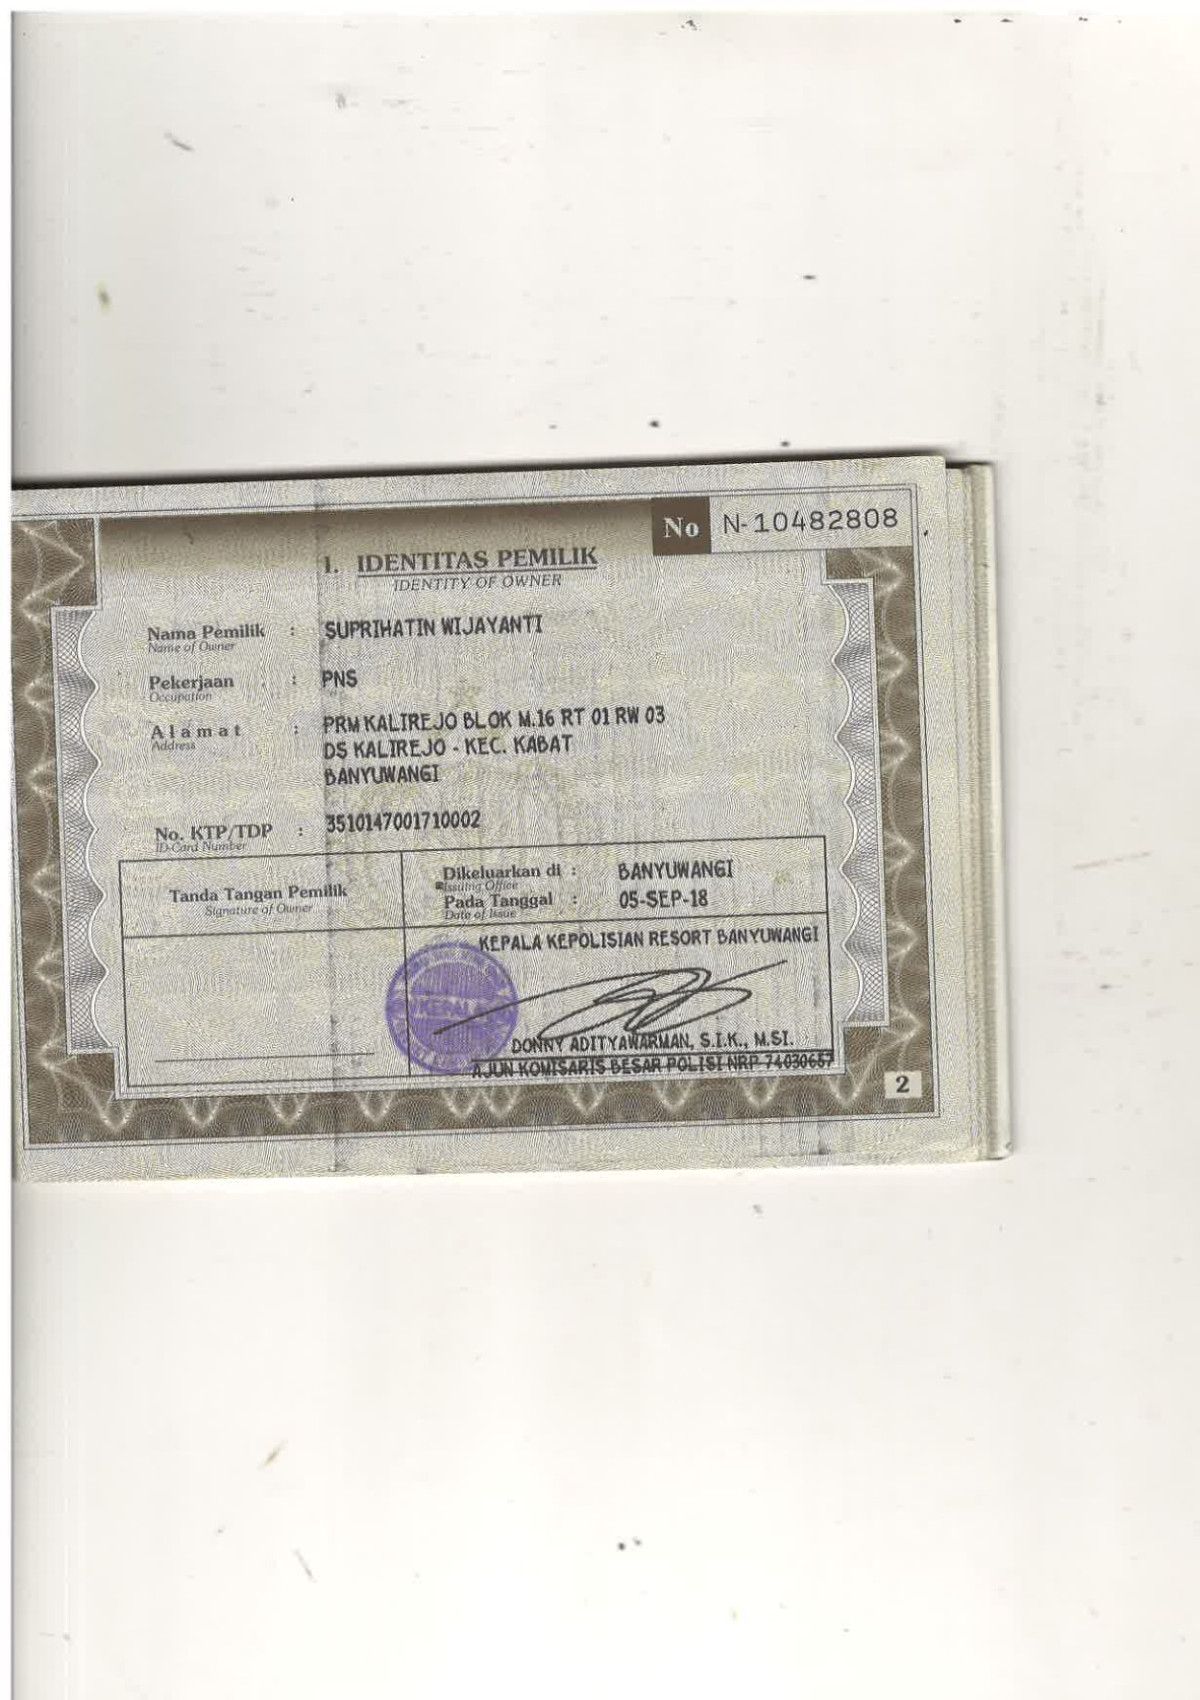 No N-10482808
1. IDENTITAS PEMILIK
IDENTITY OF OWNER
Nama Pemilik : SUPRIHATIN WIJAYANTI
Name of Owner
Pekerjaan : PNS
Occupation
Alamat : PRM KALIREJO BLOK M.16 RT 01 RW 03
Address
DS KALIREJO - KEC. KABAT
BANYUWANGI
No. KTP/TDP : 3510147001710002
ID-Card Number
Tanda Tangan Pemilik
Signature of Owner
Dikeluarkan di : BANYUWANGI
Issuing Office
Pada Tanggal : 05-SEP-18
Date of Issue
KEPALA KEPOLISIAN RESORT BANYUWANGI
KEPALA
DONNY ADITYAWARMAN, S.I.K., M.SI.
AJUN KOMISARIS BESAR POLISI NRP 74030657
2